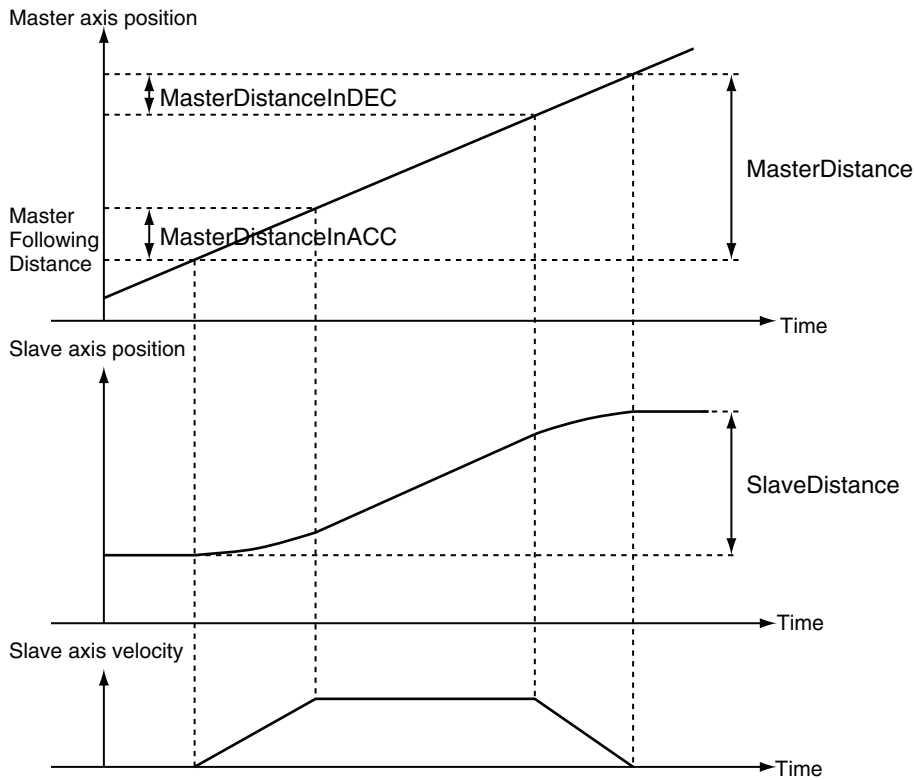 Master axis position
MasterDistanceInDEC
MasterDistance
Master
Following
Distance
MasterDistanceInACC
Time
Slave axis position
SlaveDistance
Time
Slave axis velocity
Time